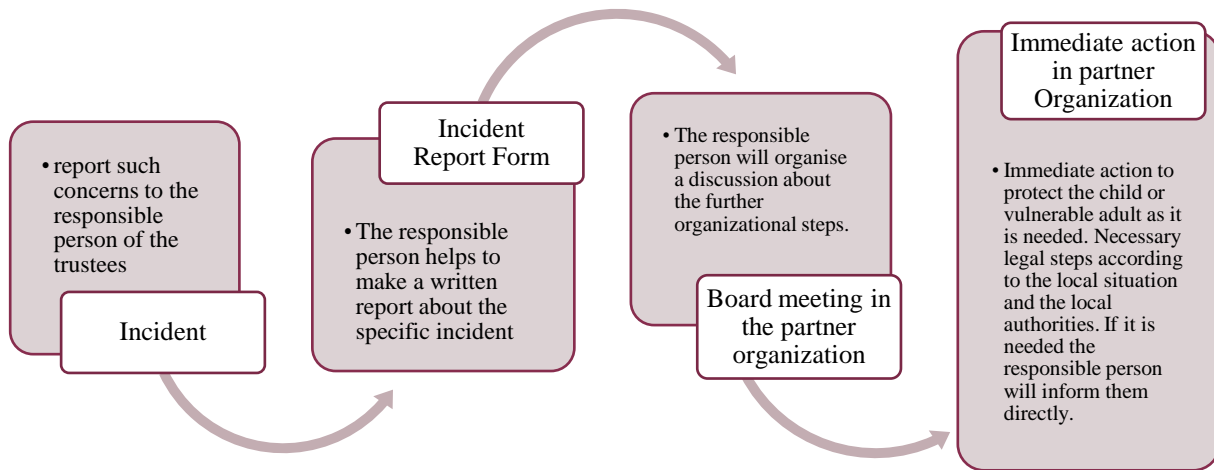 • report such
concerns to the
responsible
person of the
trustees
Incident
Incident
Report Form
• The responsible
person helps to
make a written
report about the
specific incident
• The responsible
person will organise
a discussion about
the further
organizational steps.
Board meeting in
the partner
organization
Immediate action
in partner
Organization
• Immediate action to
protect the child or
vulnerable adult as it
is needed. Necessary
legal steps according
to the local situation
and the local
authorities. If it is
needed the
responsible person
will inform them
directly.